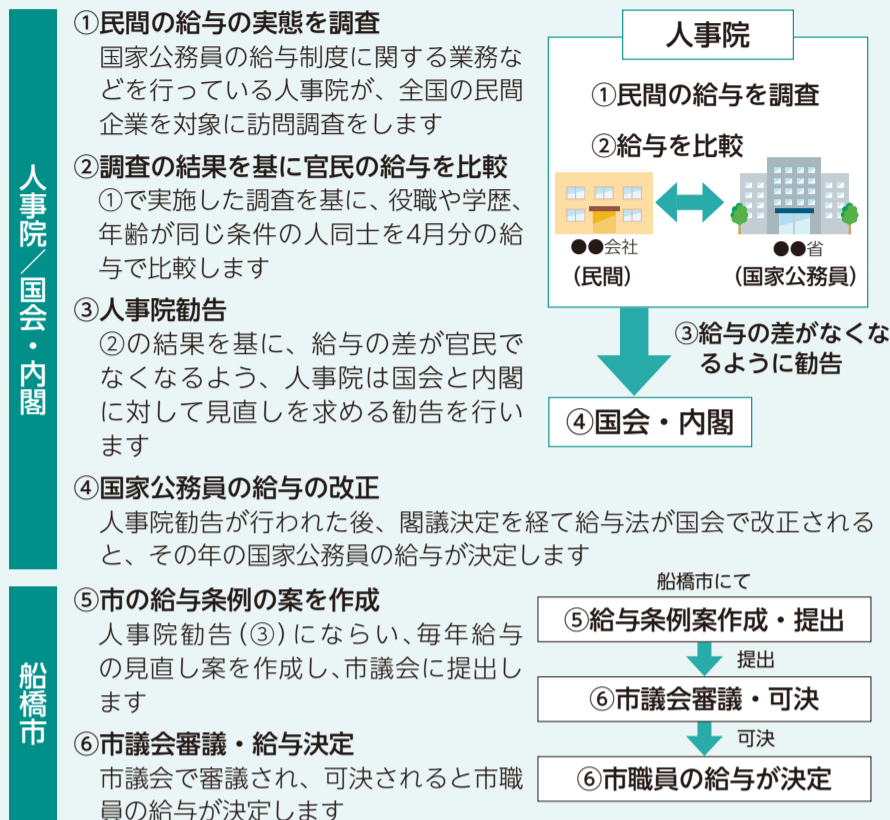 人事院／国会・内閣
①民間の給与の実態を調査
国家公務員の給与制度に関する業務な
どを行っている人事院が、全国の民間
企業を対象に訪問調査をします
②調査の結果を基に官民の給与を比較
①で実施した調査を基に、役職や学歴、
年齢が同じ条件の人同士を4月分の給
与で比較します
③人事院勧告
②の結果を基に、給与の差が官民で
なくなるよう、人事院は国会と内閣
に対して見直しを求める勧告を行い
ます
人事院
①民間の給与を調査
②給与を比較
●●会社
（民間）
●●省
（国家公務員）
③給与の差がなくな
るように勧告
④国会・内閣
④国家公務員の給与の改正
人事院勧告が行われた後、閣議決定を経て給与法が国会で改正される
と、その年の国家公務員の給与が決定します
船橋市
⑤市の給与条例の案を作成
人事院勧告（③）にならい、毎年給与
の見直し案を作成し、市議会に提出し
ます
⑥市議会審議・給与決定
市議会で審議され、可決されると市職
員の給与が決定します
船橋市にて
⑤給与条例案作成・提出
提出
⑥市議会審議・可決
可決
⑥市職員の給与が決定